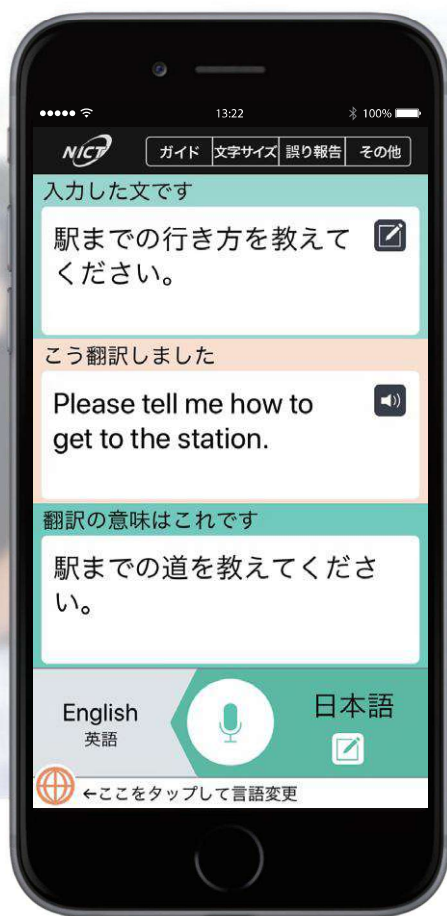 13:22
100%
NICT
ガイド 文字サイズ 誤り報告 その他
入力した文です
駅までの行き方を教えて
ください。
こう翻訳しました
Please tell me how to
get to the station.
翻訳の意味はこれです
駅までの道を教えてくださ
い。
English
英語
日本語
←ここをタップして言語変更